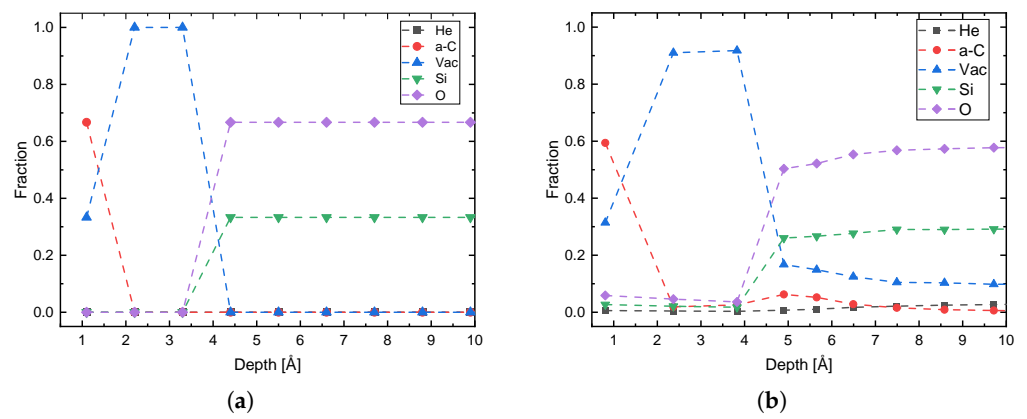 He
a-C
Vac
Si
O
1.0
0.8
0.6
0.4
0.2
0.0
Fraction
1 2 3 4 5 6 7 8 9 10
Depth [Å]
(a)
He
a-C
Vac
Si
O
1.0
0.8
0.6
0.4
0.2
0.0
Fraction
1 2 3 4 5 6 7 8 9 10
Depth [Å]
(b)